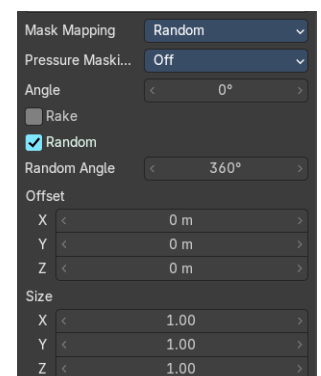 Mask Mapping Random
Pressure Maski... Off
Angle 0°
Rake
Random
Random Angle 360°
Offset
X 0 m
Y 0 m
Z 0 m
Size
X 1.00
Y 1.00
Z 1.00